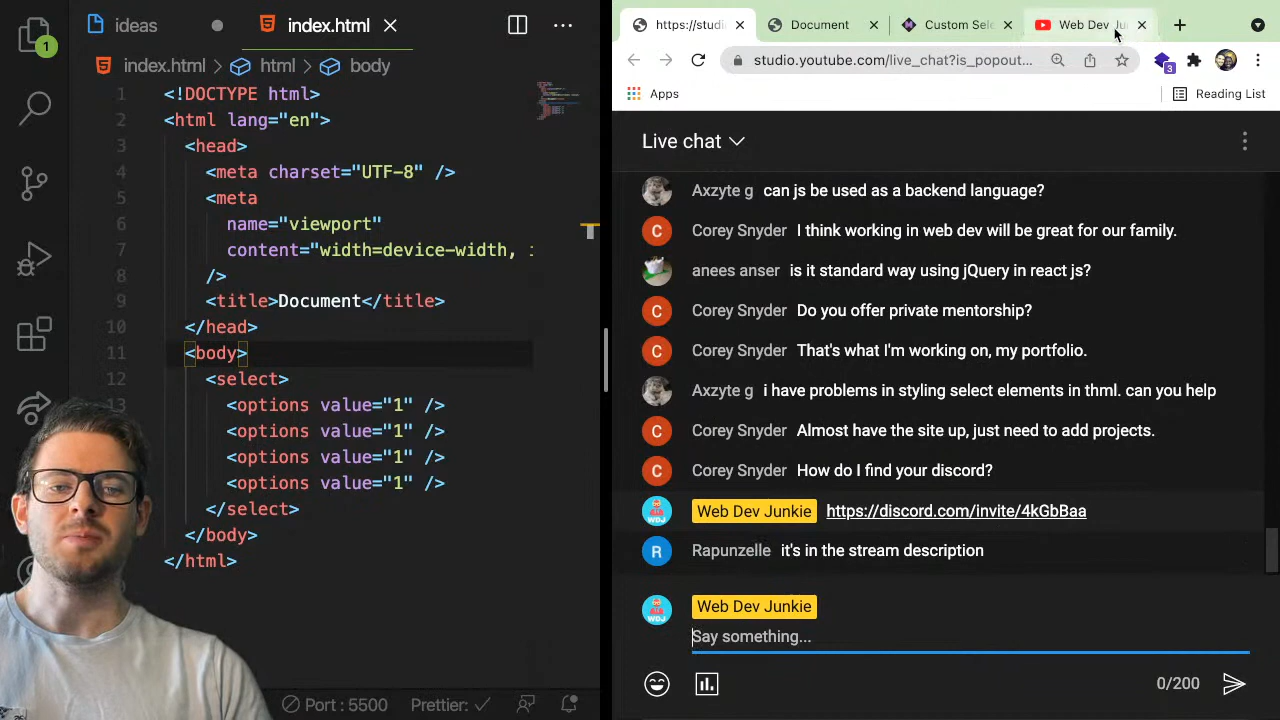 ideas
index.html
index.html
html
body
1
1 <!DOCTYPE html>
2 <html lang="en">
3 <head>
4 <meta charset="UTF-8" />
5 <meta
6 name="viewport"
7 content="width=device-width,
8 />
9 <title>Document</title>
10 </head>
11 <body>
12 <select>
13 <options value="1" />
<options value="1" />
<options value="1" />
<options value="1" />
</select>
</body>
</html>
Port : 5500
Prettier:
https://studi
Document
Custom Sele
Web Dev Ju
studio.youtube.com/live_chat?is_popout...
3
Apps
Reading List
Live chat
Axzyte g can js be used as a backend language?
C Corey Snyder I think working in web dev will be great for our family.
anees anser is it standard way using jQuery in react js?
C Corey Snyder Do you offer private mentorship?
C Corey Snyder That's what I'm working on, my portfolio.
Axzyte g i have problems in styling select elements in thml. can you help
C Corey Snyder Almost have the site up, just need to add projects.
C Corey Snyder How do I find your discord?
WDJ Web Dev Junkie https://discord.com/invite/4kGbBaa
R Rapunzelle it's in the stream description
WDJ Web Dev Junkie
Say something...
0/200